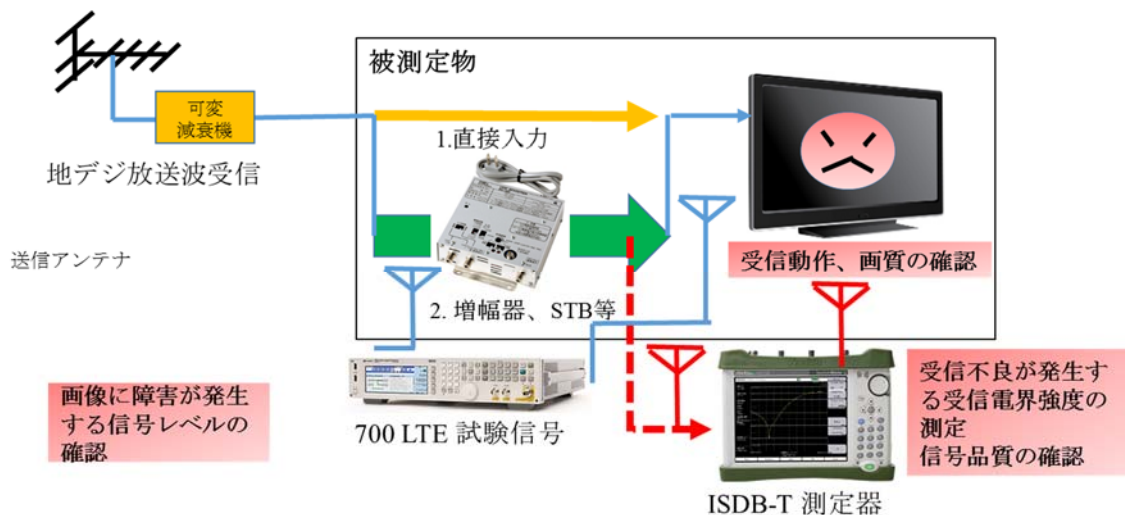 被測定物
可変
減衰機
1.直接入力
地デジ放送波受信
送信アンテナ
受信動作、画質の確認
2. 増幅器、STB等
画像に障害が発生
する信号レベルの
確認
700 LTE 試験信号
受信不良が発生す
る受信電界強度の
測定
信号品質の確認
ISDB-T 測定器